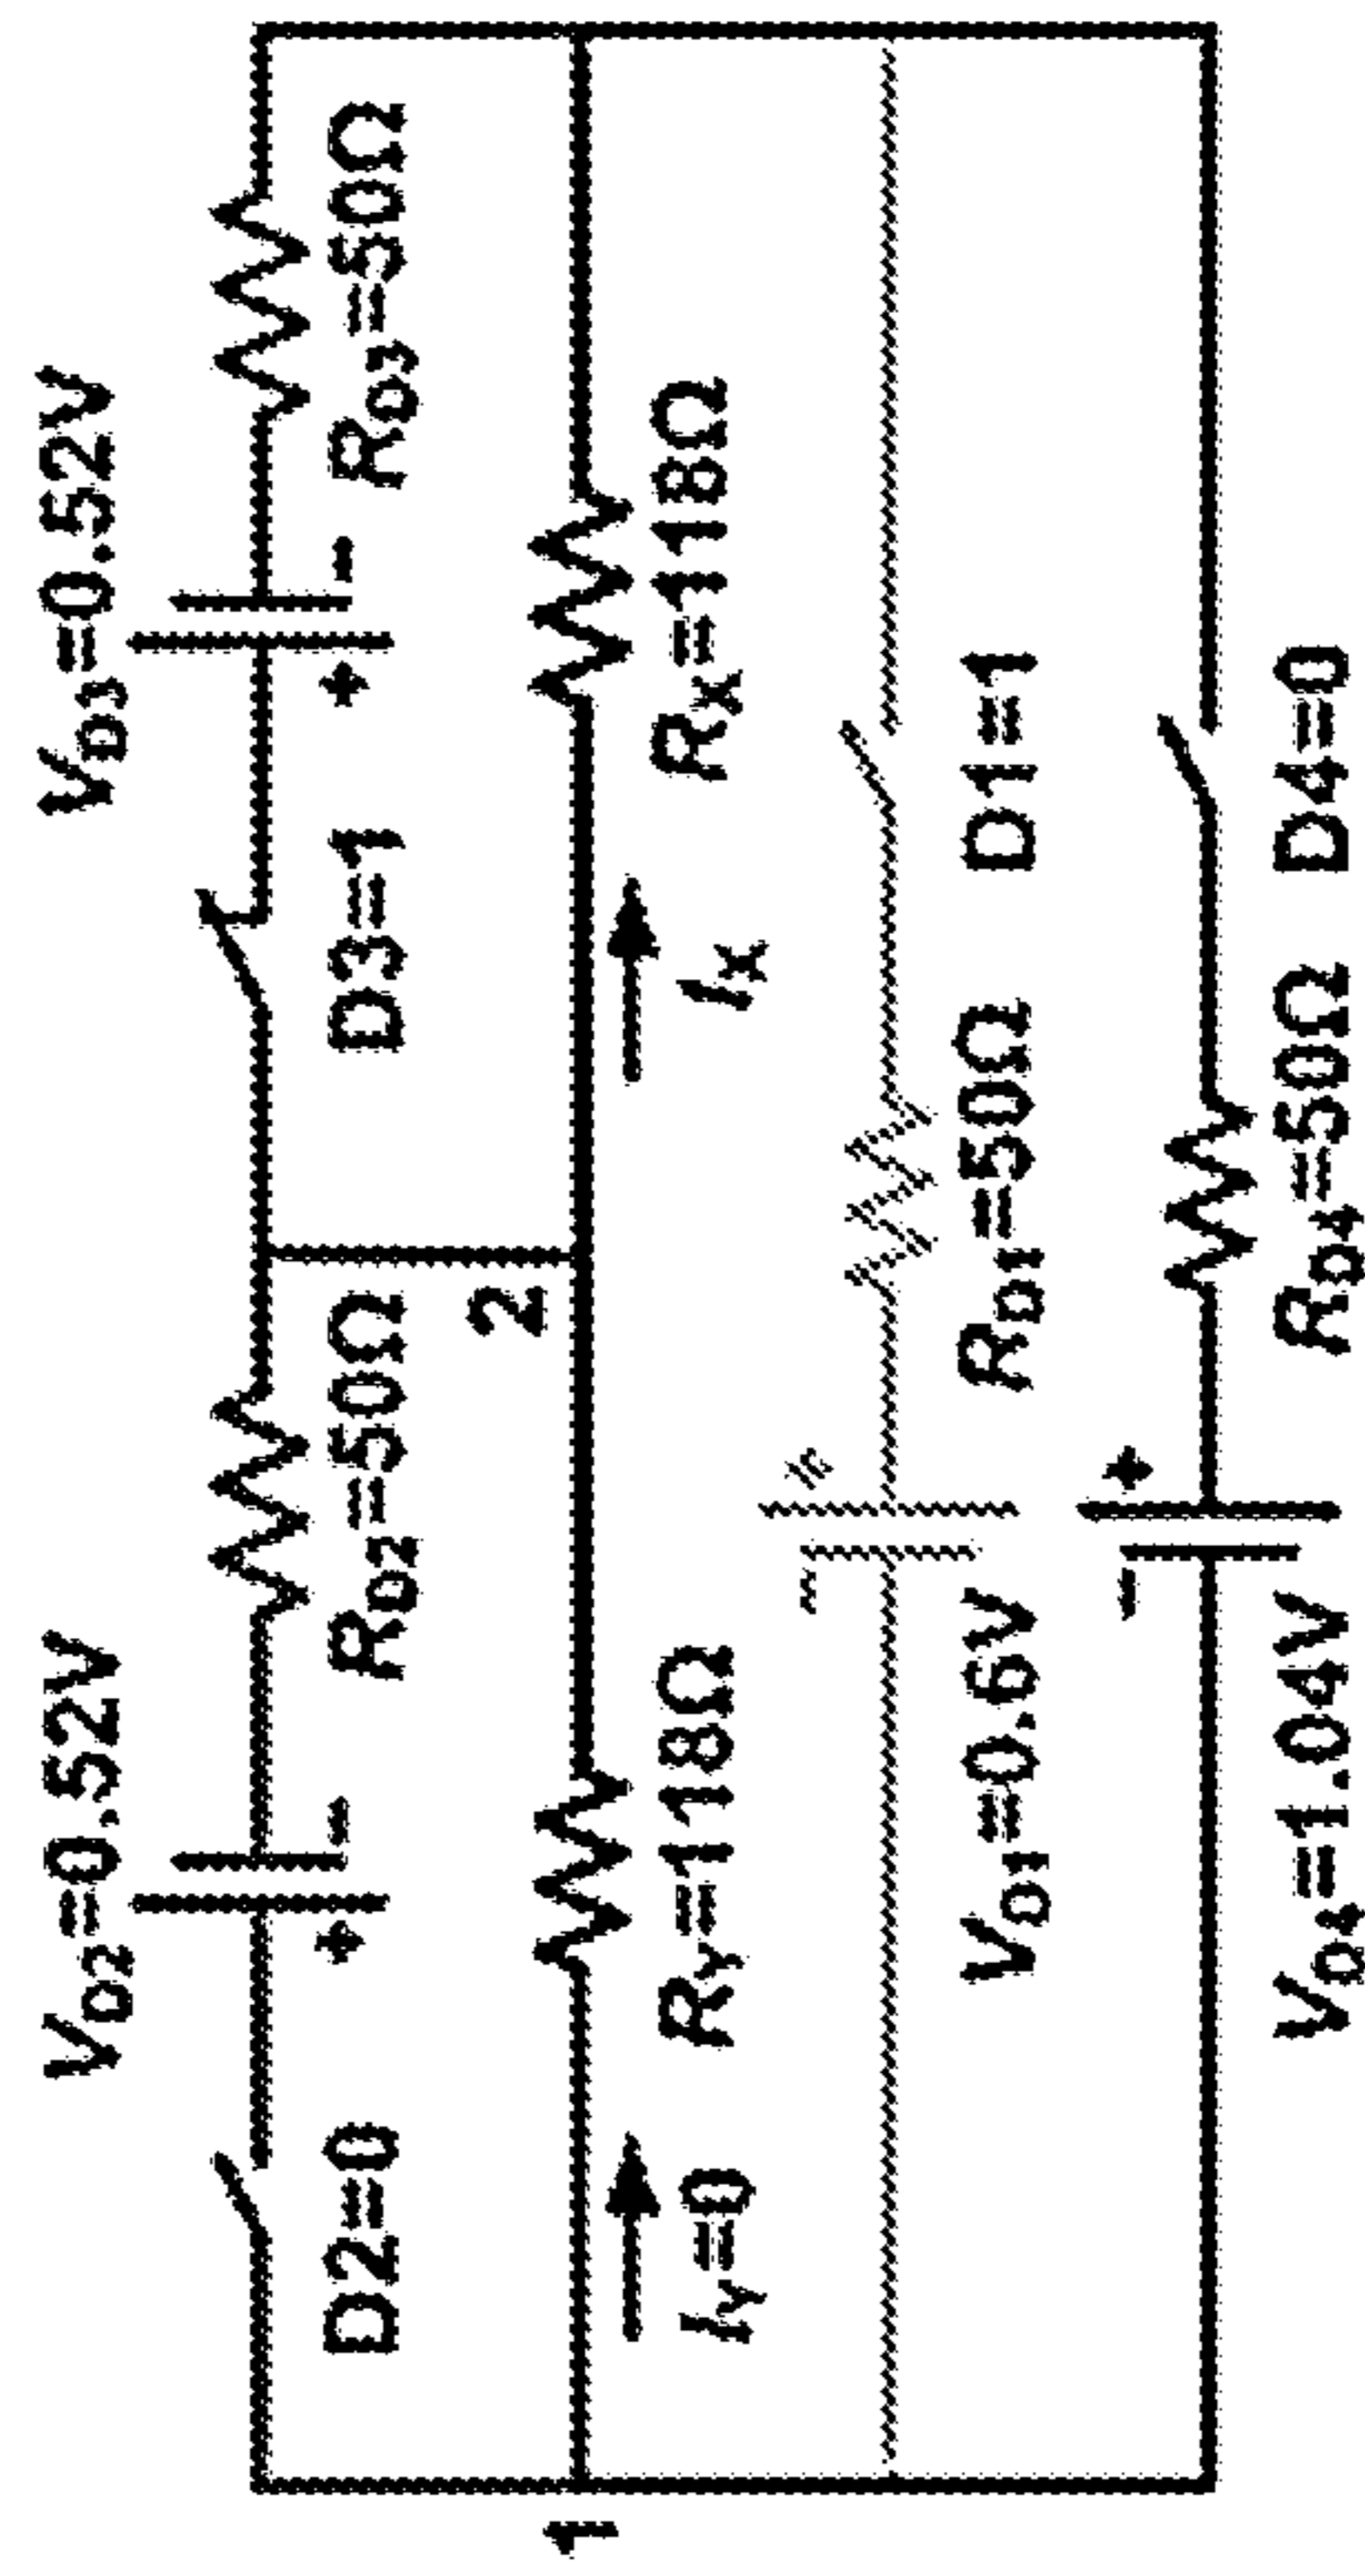 V_D2=0.52V
V_D3=0.52V
D2=0
R_D2=50Ω
D3=1
R_D3=50Ω
2
1
I_Y=0
R_Y=118Ω
I_X
R_X=118Ω
+ -
+ -
- +
V_D1=0.6V
R_D1=50Ω
D1=1
- +
V_D4=1.04V
R_D4=50Ω
D4=0